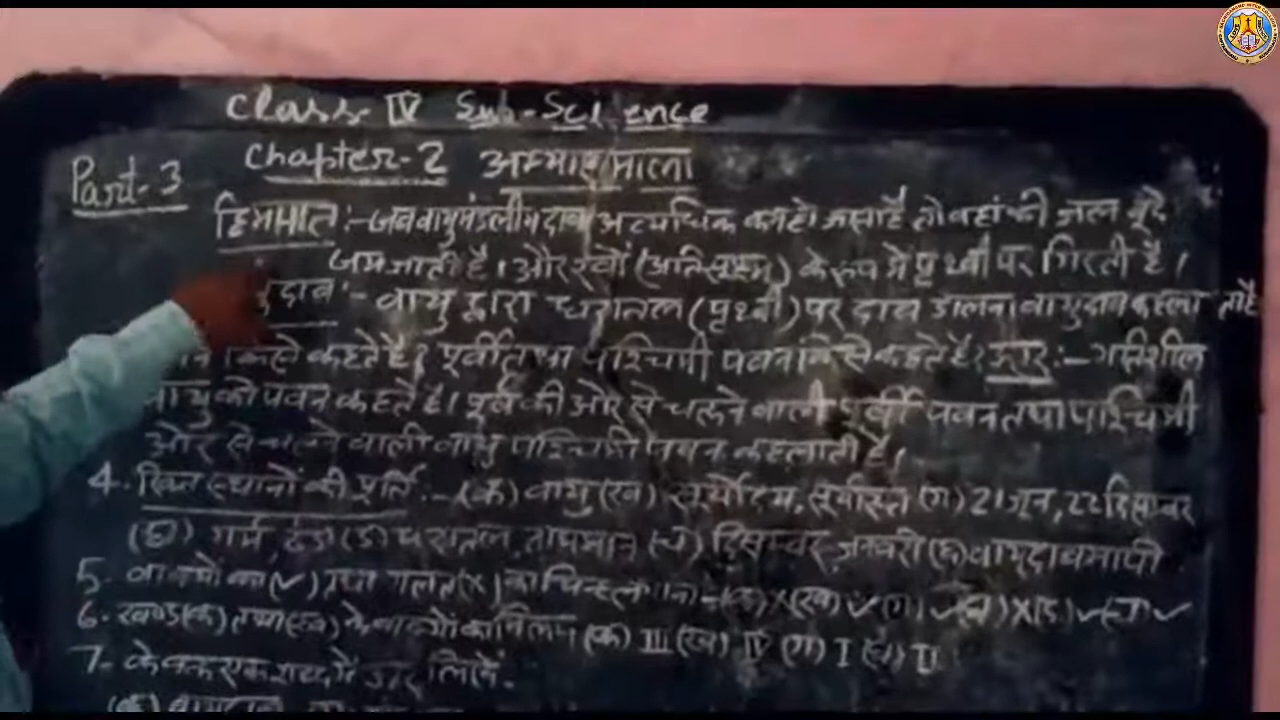 Class IV Sub-Science
Part-3 Chapter-2 अभ्यास माला
हिमपात :- जब वायुमंडलीय दाब अत्यधिक कम हो जाता है तो वहां की जल बूंदे
जम जाती है। और रवों (अतिसूक्ष्म) के रूप में पृथ्वी पर गिरती है।
दाब :- वायु द्वारा धरातल (पृथ्वी) पर दाब डालना वायुदाब कहलाता है
किसे कहते है? पूर्वी तथा पश्चिमी पवन किसे कहते है? उत्तर :- गतिशील
वायु को पवन कहते है। पूर्व की ओर से चलने वाली पूर्वी पवन तथा पश्चिमी
ओर से चलने वाली वायु पश्चिमी पवन कहलाती है।
4. रिक्त स्थानों की पूर्ति :- (क) वायु (ख) सूर्योदय, सूर्यास्त (ग) 21 जून, 22 दिसम्बर
(घ) गर्म, ठंडा (ङ) धरातल, तापमान (च) दिसम्बर, जनवरी (छ) वायुदाबमापी
5. वाक्यों का (✓) तथा गलत (X) का चिन्ह लगाना - (क) X (ख) ✓ (ग) ✓ (घ) X (ङ) ✓ (च) ✓
6. खण्ड (क) तथा (ख) के वाक्यों का मिलान (क) III (ख) IV (ग) I (घ) II
7. केवल एक शब्द में उत्तर लिखें.
(क) वायुदाब